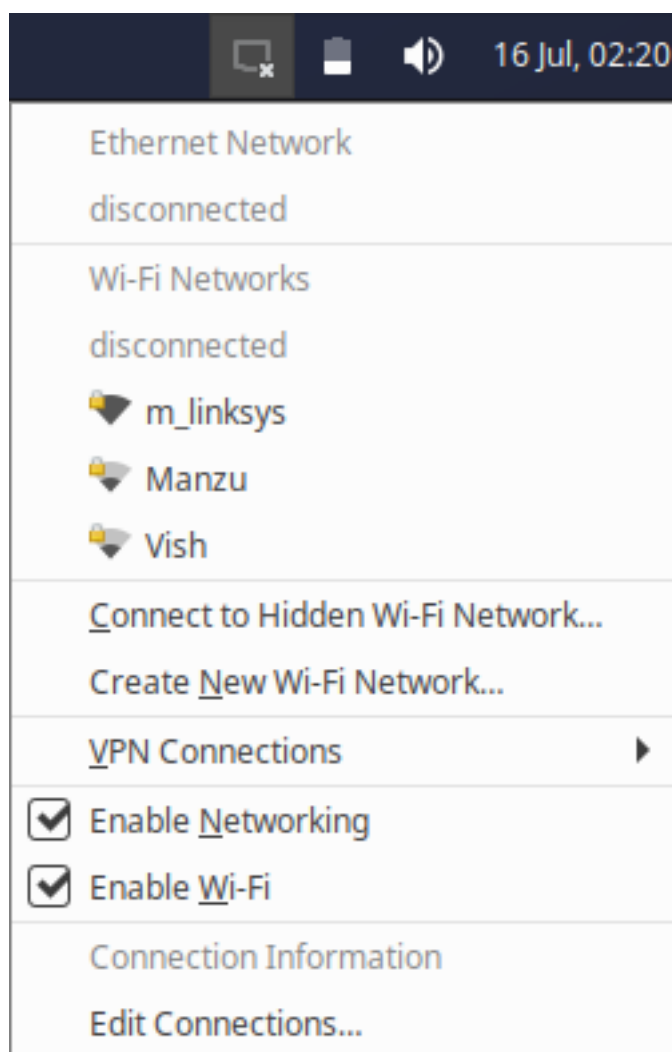 16 Jul, 02:20
Ethernet Network
disconnected
Wi-Fi Networks
disconnected
m_linksys
Manzu
Vish
Connect to Hidden Wi-Fi Network...
Create New Wi-Fi Network...
VPN Connections
Enable Networking
Enable Wi-Fi
Connection Information
Edit Connections...